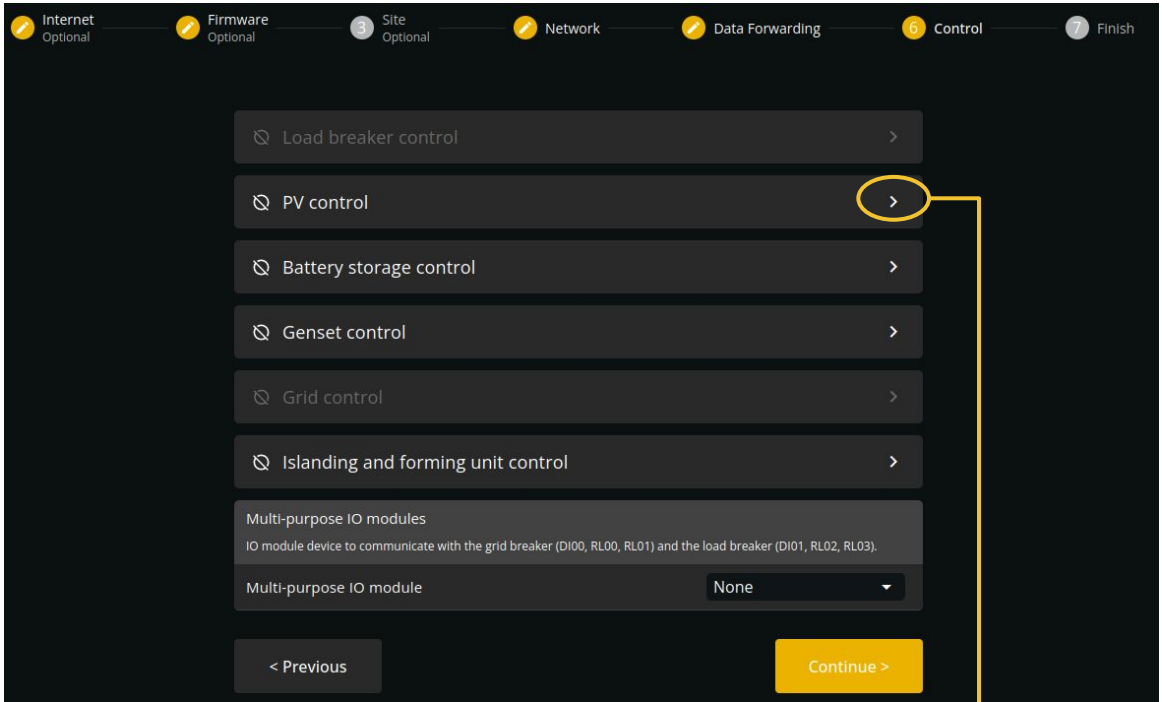 Internet
Optional
Firmware
Optional
3
Site
Optional
Network
Data Forwarding
6
Control
7
Finish
Load breaker control
PV control
Battery storage control
Genset control
Grid control
Islanding and forming unit control
Multi-purpose IO modules
IO module device to communicate with the grid breaker (DI00, RL00, RL01) and the load breaker (DI01, RL02, RL03).
Multi-purpose IO module
None
< Previous
Continue >